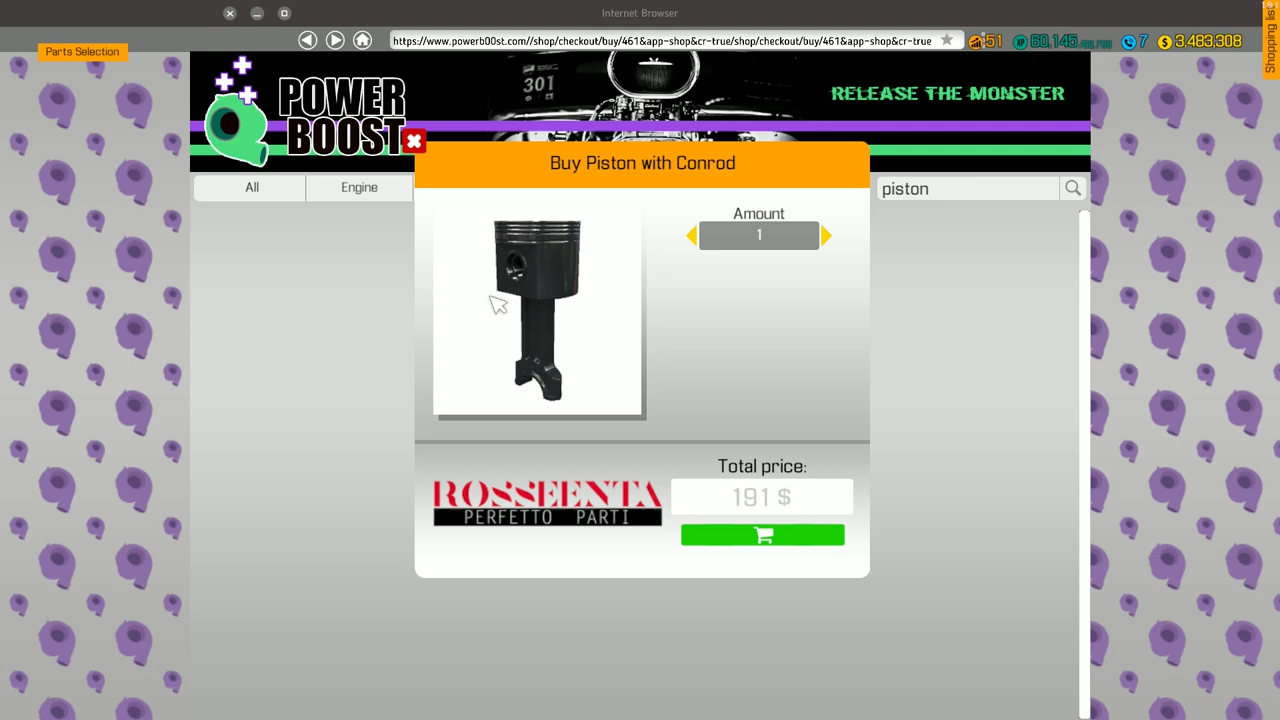 Internet Browser
Parts Selection
https://www.powerb00st.com//shop/checkout/buy/461&app-shop&cr-true/shop/checkout/buy/461&app-shop&cr-true
51
60,145
7
3,483,308
Shopping list
POWER
BOOST
301
RELEASE THE MONSTER
Buy Piston with Conrod
All
Engine
piston
Amount
1
Total price:
191 $
ROSSEENTA
PERFETTO PARTI